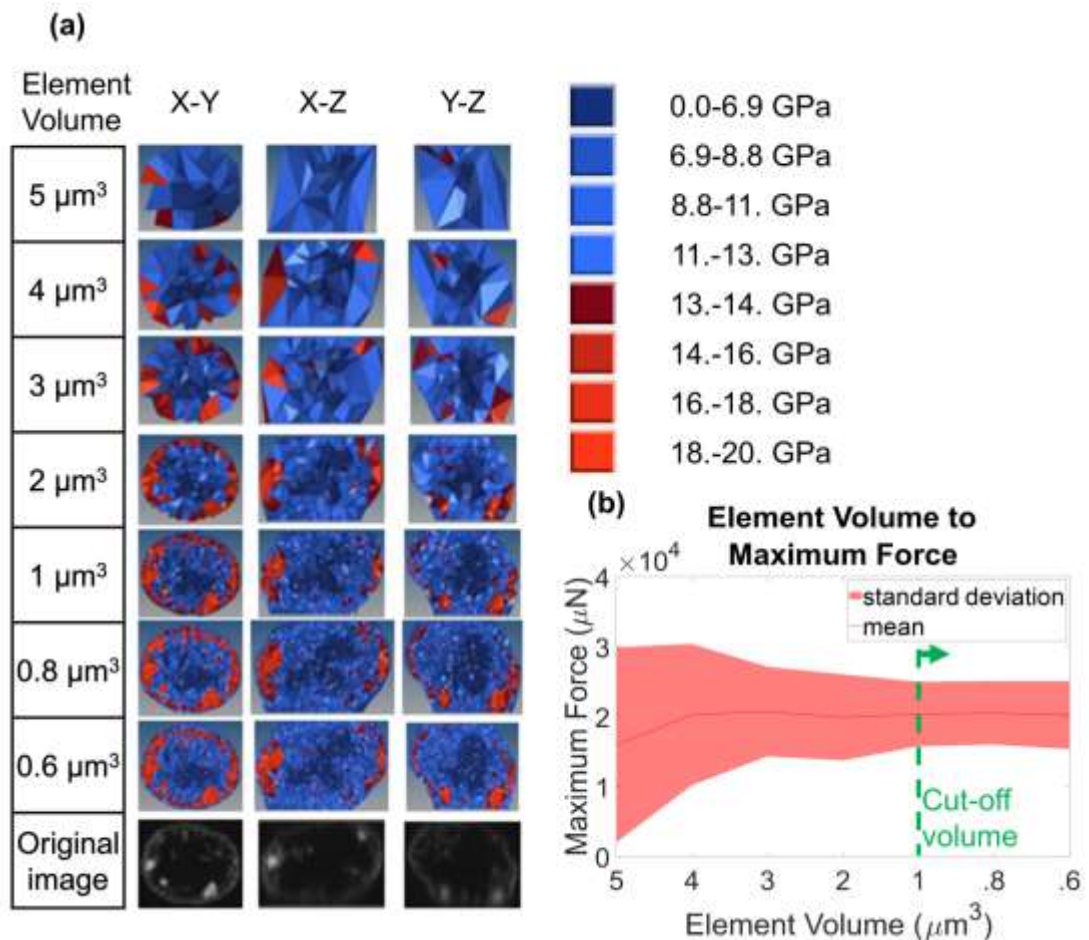 (a)
Element Volume
X-Y
X-Z
Y-Z
5 μm³
4 μm³
3 μm³
2 μm³
1 μm³
0.8 μm³
0.6 μm³
Original image
0.0-6.9 GPa
6.9-8.8 GPa
8.8-11. GPa
11.-13. GPa
13.-14. GPa
14.-16. GPa
16.-18. GPa
18.-20. GPa
(b)
Element Volume to
Maximum Force
×10⁴
4
3
2
1
0
Maximum Force (μN)
standard deviation
mean
Cut-off
volume
5 4 3 2 1 .8 .6
Element Volume (μm³)